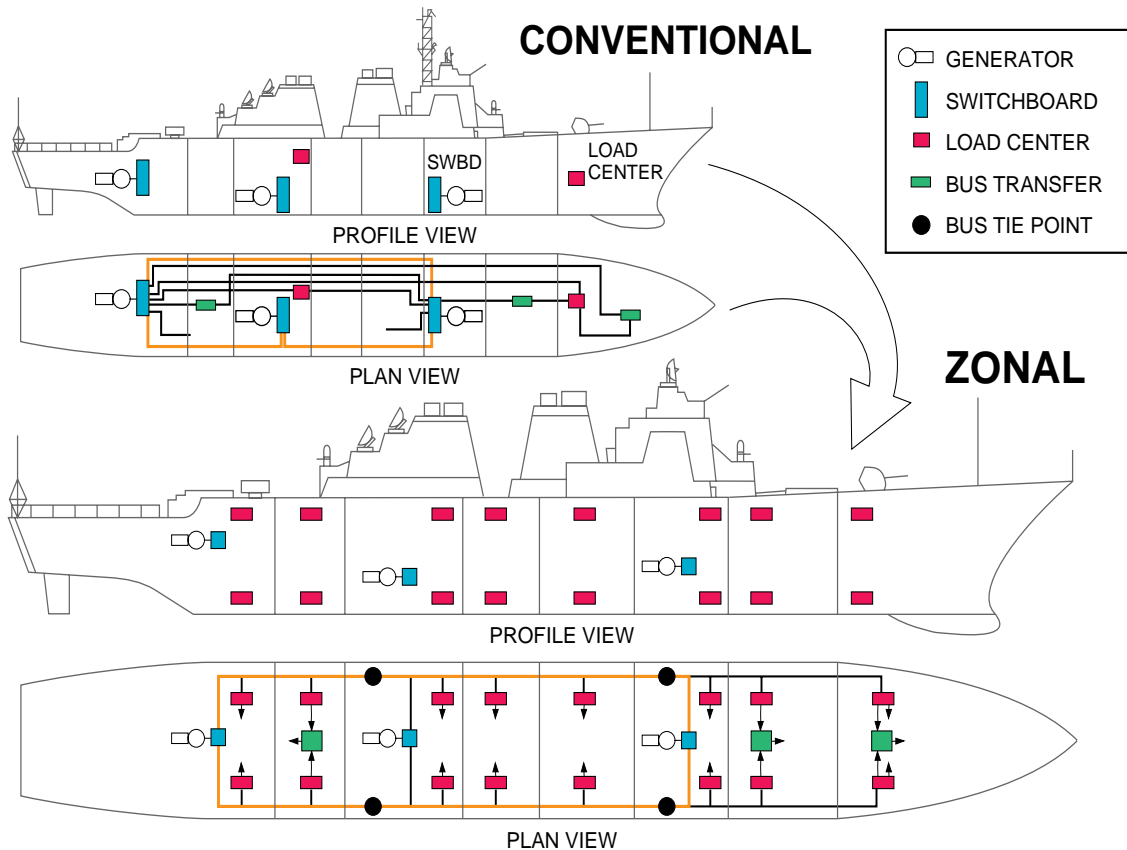 CONVENTIONAL
GENERATOR
SWITCHBOARD
LOAD CENTER
BUS TRANSFER
BUS TIE POINT
SWBD
LOAD
CENTER
PROFILE VIEW
PLAN VIEW
ZONAL
PROFILE VIEW
PLAN VIEW